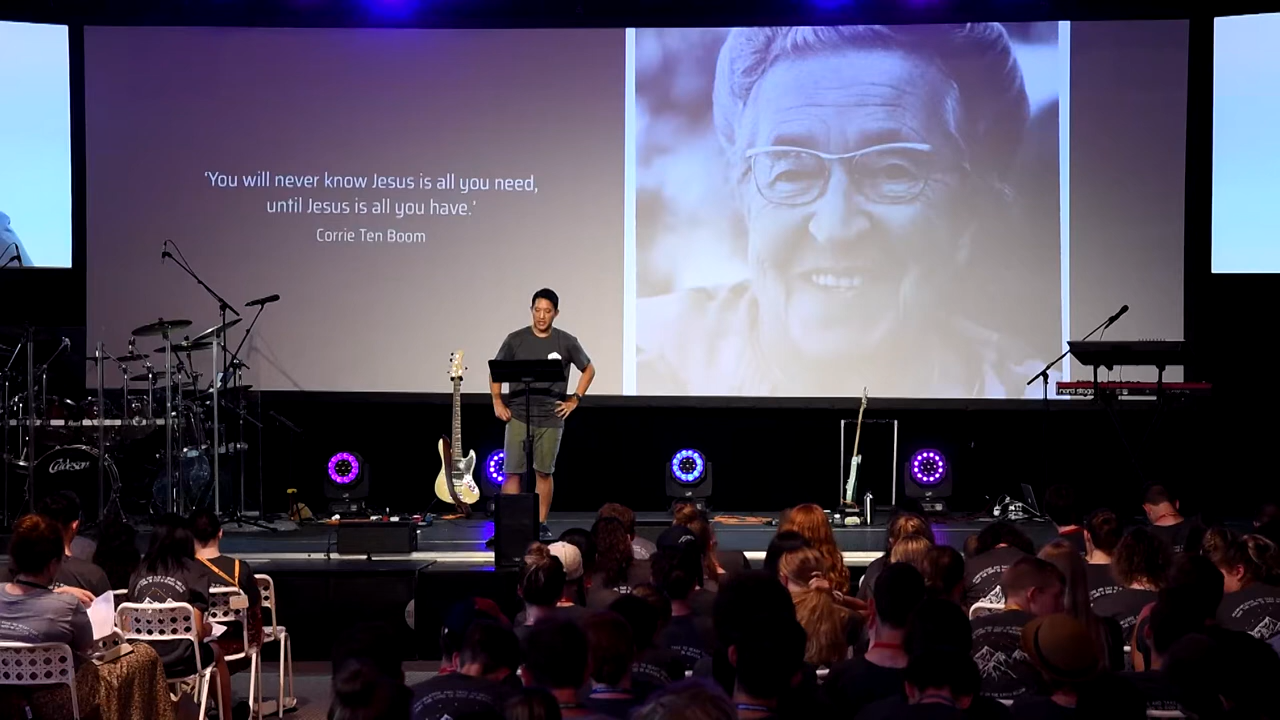 'You will never know Jesus is all you need,
until Jesus is all you have.'
Corrie Ten Boom
nord stage